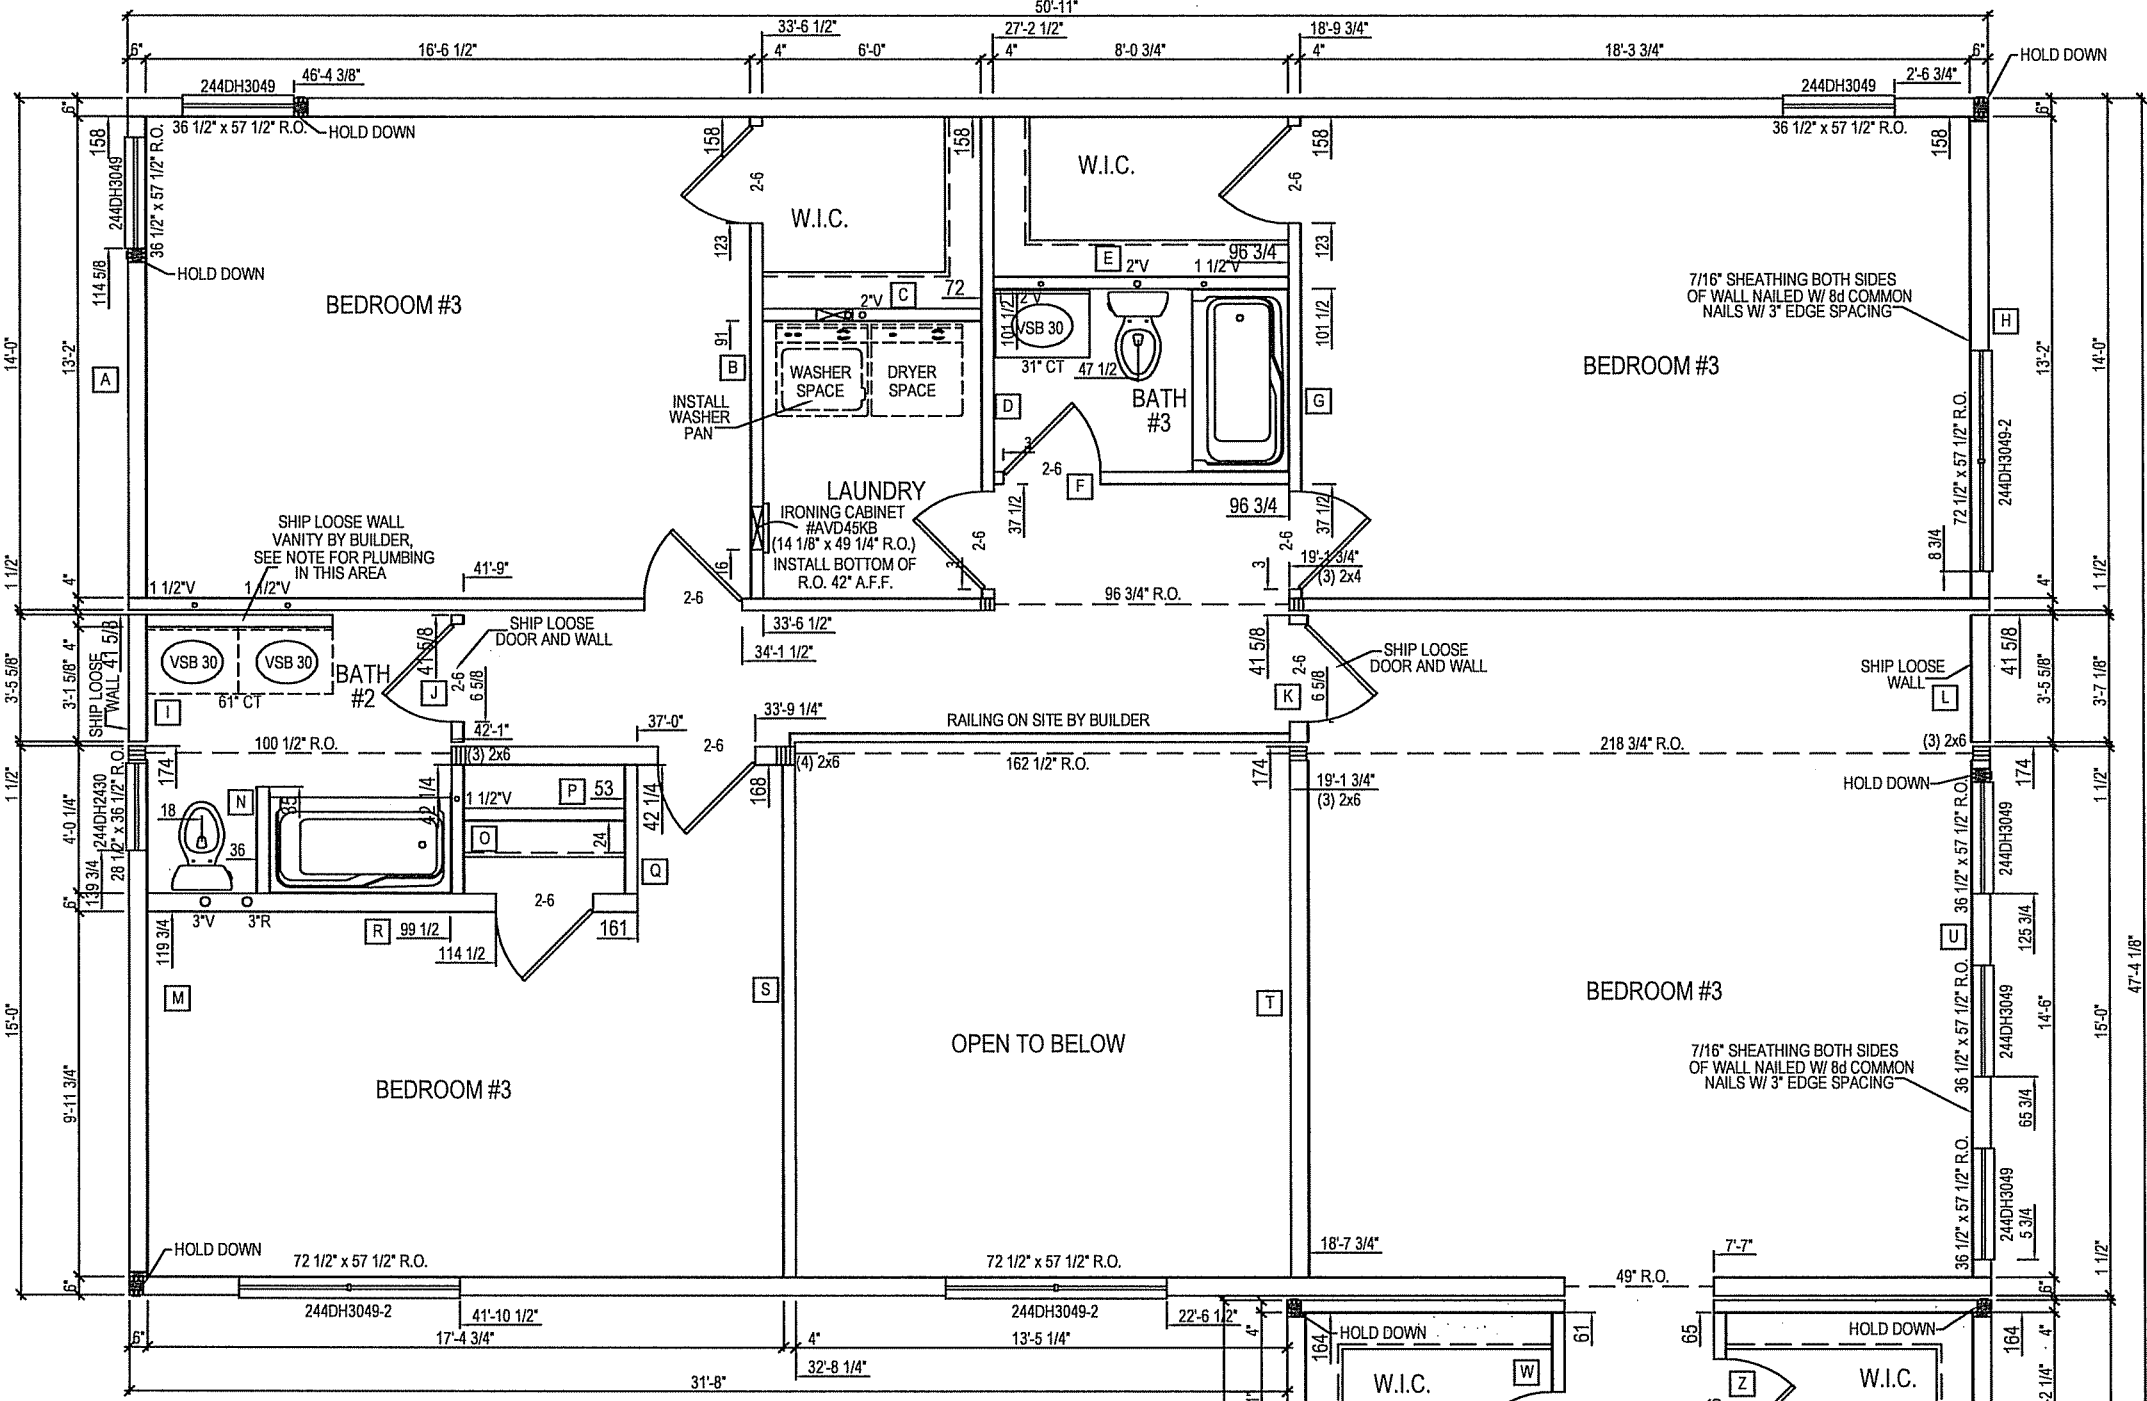 50'-11"
33'-6 1/2"
27'-2 1/2"
18'-9 3/4"
6"
16'-6 1/2"
4"
6'-0"
4"
8'-0 3/4"
4"
18'-3 3/4"
6"
HOLD DOWN
244DH3049
46'-4 3/8"
244DH3049
2'-6 3/4"
36 1/2" x 57 1/2" R.O.
HOLD DOWN
36 1/2" x 57 1/2" R.O.
6"
158
244DH3049
36 1/2" x 57 1/2" R.O.
158
158
158
158
6"
2-6
W.I.C.
W.I.C.
2-6
114 5/8
HOLD DOWN
123
123
BEDROOM #3
E
96 3/4
2"V
1 1/2"V
C
72
2"V
2"V
7/16" SHEATHING BOTH SIDES
OF WALL NAILED W/ 8d COMMON
NAILS W/ 3" EDGE SPACING
H
14'-0"
13'-2"
A
91
B
WASHER
SPACE
DRYER
SPACE
101 1/2
VSB 30
31" CT
47 1/2
101 1/2
BATH
#3
D
G
BEDROOM #3
13'-2"
14'-0"
INSTALL
WASHER
PAN
72 1/2" x 57 1/2" R.O.
244DH3049-2
3
2-6
F
LAUNDRY
IRONING CABINET
#AVD45KB
(14 1/8" x 49 1/4" R.O.)
INSTALL BOTTOM OF
R.O. 42" A.F.F.
37 1/2
96 3/4
37 1/2
2-6
2-6
3
3
19'-1 3/4"
(3) 2x4
8 3/4
SHIP LOOSE WALL
VANITY BY BUILDER,
SEE NOTE FOR PLUMBING
IN THIS AREA
1 1/2"
4"
1 1/2"V
1 1/2"V
41'-9"
16
2-6
96 3/4" R.O.
4"
1 1/2"
33'-6 1/2"
34'-1 1/2"
SHIP LOOSE
DOOR AND WALL
3'-5 5/8"
3'-1 5/8"
4"
SHIP LOOSE
WALL
41 5/8
VSB 30
VSB 30
61" CT
BATH
#2
41 5/8
2-6
6 5/8
J
I
41 5/8
2-6
6 5/8
K
SHIP LOOSE
DOOR AND WALL
SHIP LOOSE
WALL
L
41 5/8
3'-5 5/8"
3'-7 1/8"
42'-1"
37'-0"
33'-9 1/4"
2-6
RAILING ON SITE BY BUILDER
100 1/2" R.O.
(3) 2x6
(4) 2x6
162 1/2" R.O.
218 3/4" R.O.
(3) 2x6
1 1/2"
174
168
174
19'-1 3/4"
(3) 2x6
HOLD DOWN
174
1 1/2"
4'-0 1/4"
139 3/4
244DH2430
28 1/2" x 36 1/2" R.O.
18
N
36
42 1/4
1 1/2"V
P
53
42 1/4
O
24
Q
36 1/2" x 57 1/2" R.O.
244DH3049
6"
2-6
3"V
3"R
R
99 1/2
114 1/2
161
119 3/4
M
S
T
U
125 3/4
36 1/2" x 57 1/2" R.O.
244DH3049
15'-0"
9'-11 3/4"
BEDROOM #3
OPEN TO BELOW
BEDROOM #3
14'-6"
15'-0"
47'-4 1/8"
7/16" SHEATHING BOTH SIDES
OF WALL NAILED W/ 8d COMMON
NAILS W/ 3" EDGE SPACING
65 3/4
36 1/2" x 57 1/2" R.O.
244DH3049
5 3/4
HOLD DOWN
72 1/2" x 57 1/2" R.O.
72 1/2" x 57 1/2" R.O.
18'-7 3/4"
7'-7"
49" R.O.
1 1/2"
6"
6"
244DH3049-2
41'-10 1/2"
244DH3049-2
22'-6 1/2"
4"
HOLD DOWN
HOLD DOWN
6"
17'-4 3/4"
4"
13'-5 1/4"
164
61
65
164
4"
32'-8 1/4"
31'-8"
W.I.C.
W
Z
W.I.C.
2 1/4"